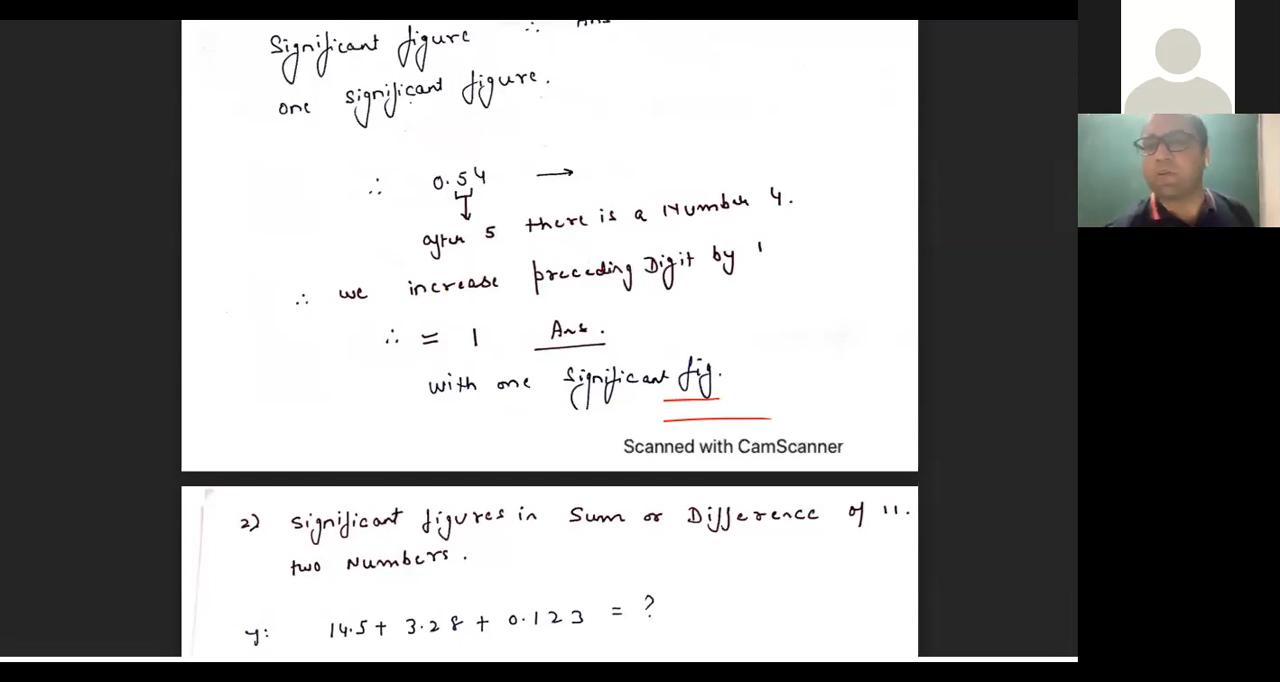 Significant figure ∴ Ans
one significant figure.
∴ 0.54 →
after 5 there is a Number 4.
∴ we increase preceding Digit by 1
∴ = 1 Ans.
with one Significant fig.
Scanned with CamScanner
2) Significant figures in Sum or Difference of
two Numbers.
14.5 + 3.28 + 0.123 = ?